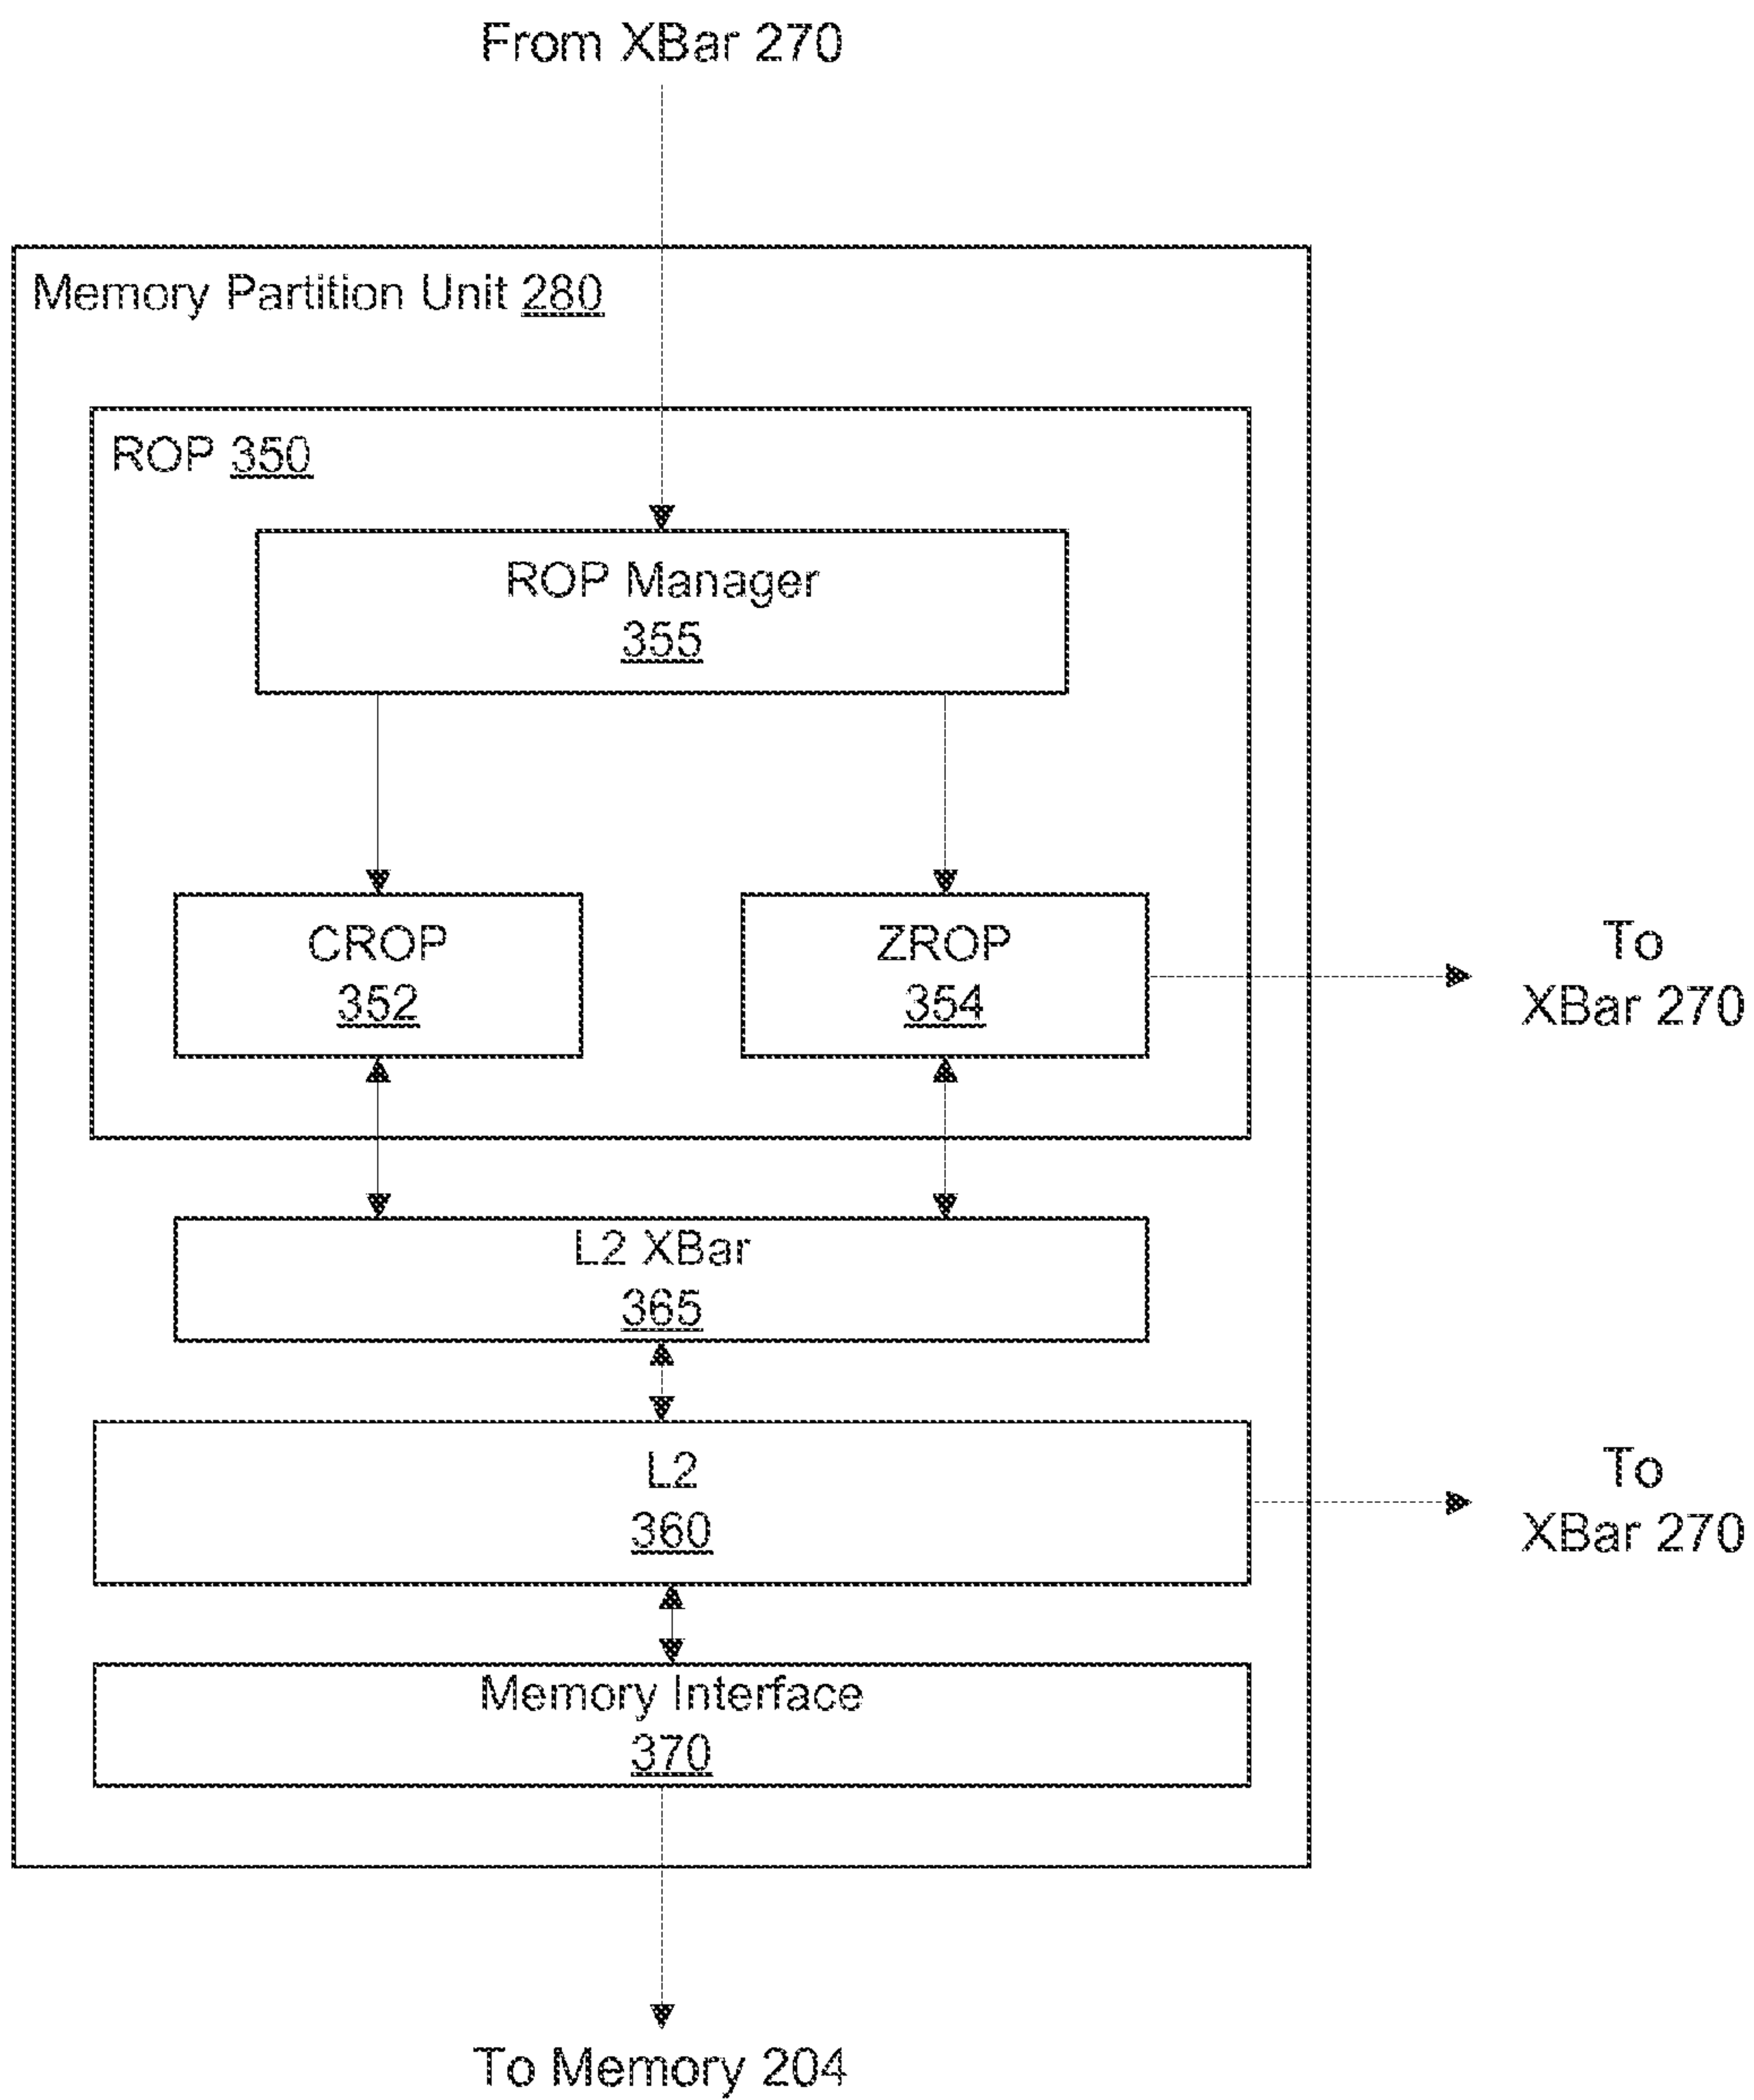 From XBar 270
Memory Partition Unit 280
ROP 350
ROP Manager
355
CROP
352
ZROP
354
To
XBar 270
L2 XBar
365
L2
360
To
XBar 270
Memory Interface
370
To Memory 204